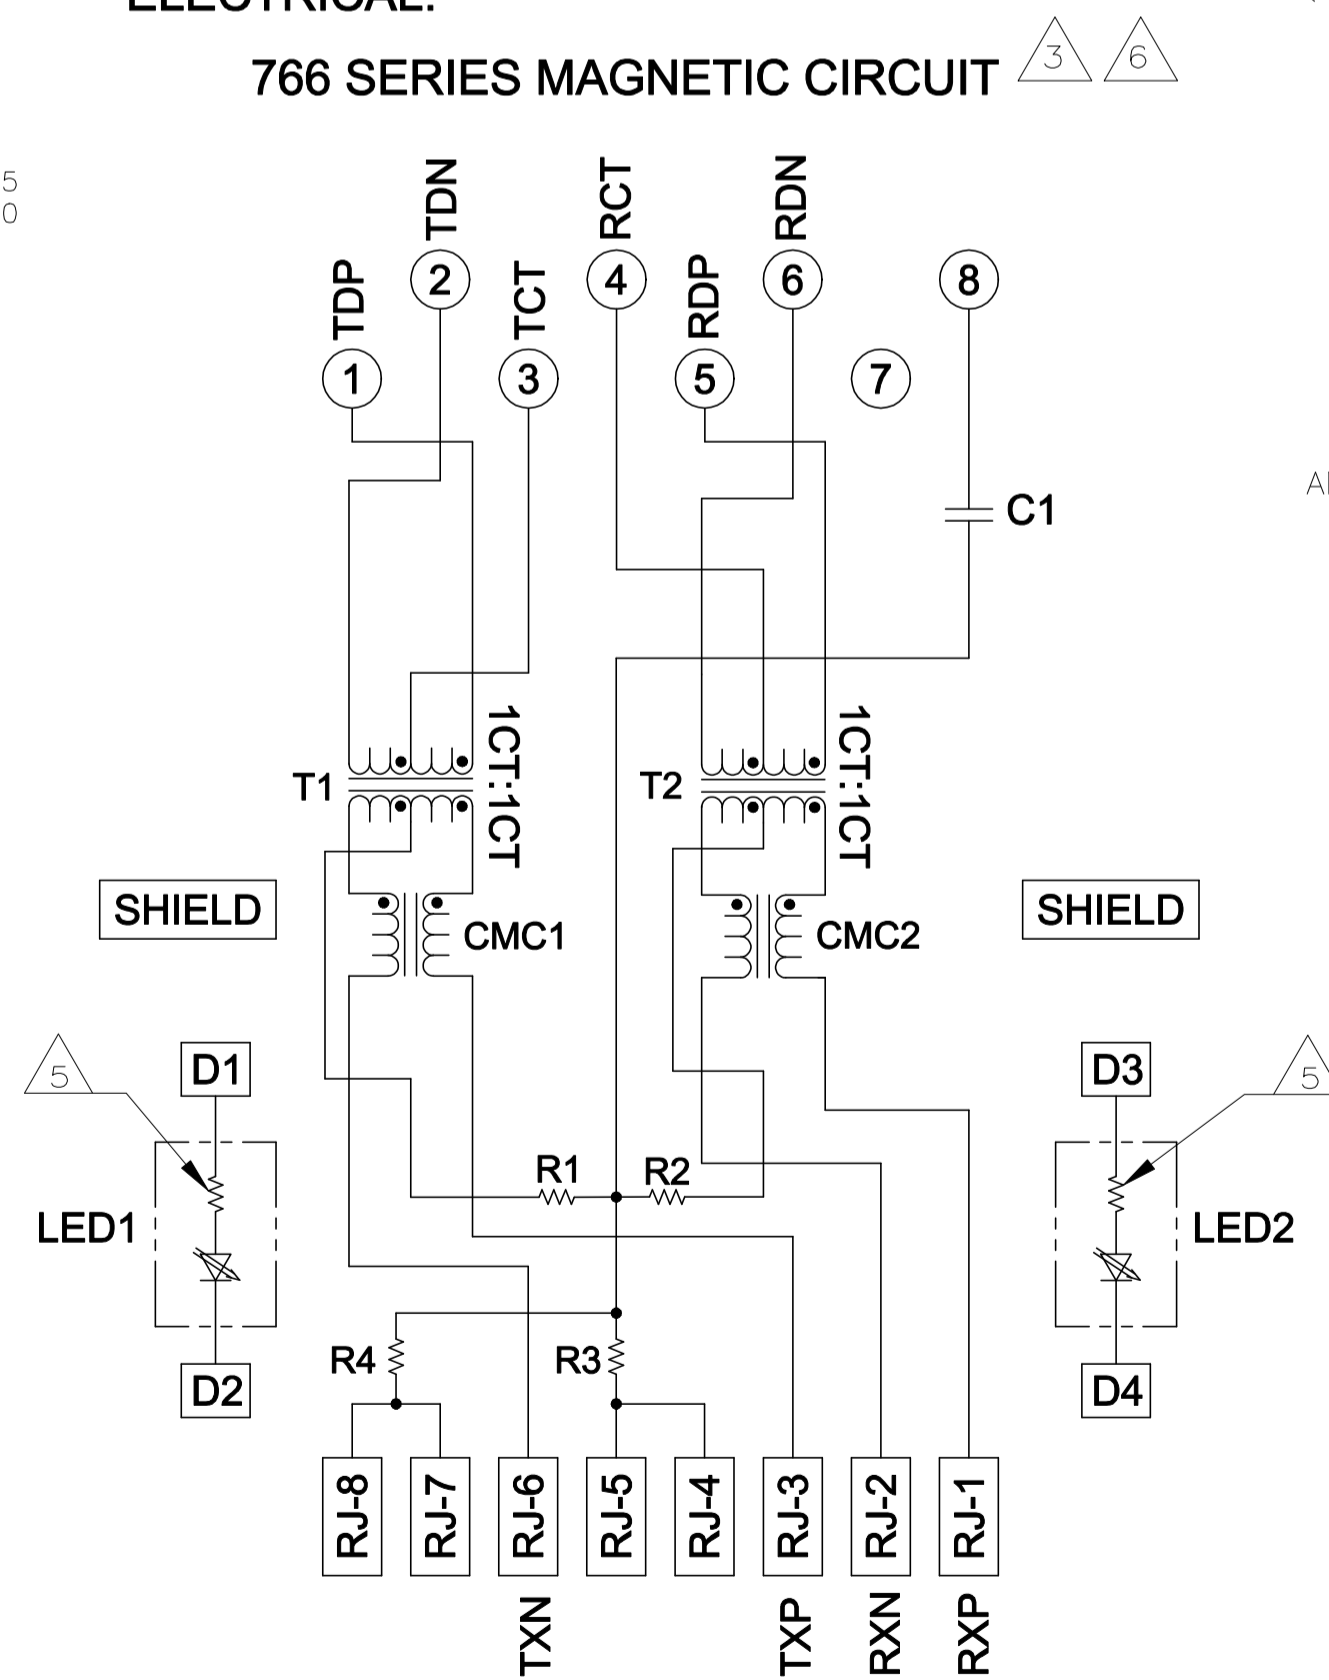 ELECTRICAL:
766 SERIES MAGNETIC CIRCUIT
3
6
5
0
TDP
TDN
TCT
RCT
RDP
RDN
1
2
3
4
5
6
7
8
C1
T1
1CT:1CT
T2
1CT:1CT
SHIELD
CMC1
CMC2
SHIELD
5
D1
LED1
D2
5
D3
LED2
D4
R1
R2
R4
R3
RJ-8
RJ-7
RJ-6
RJ-5
RJ-4
RJ-3
RJ-2
RJ-1
TXN
TXP
RXN
RXP